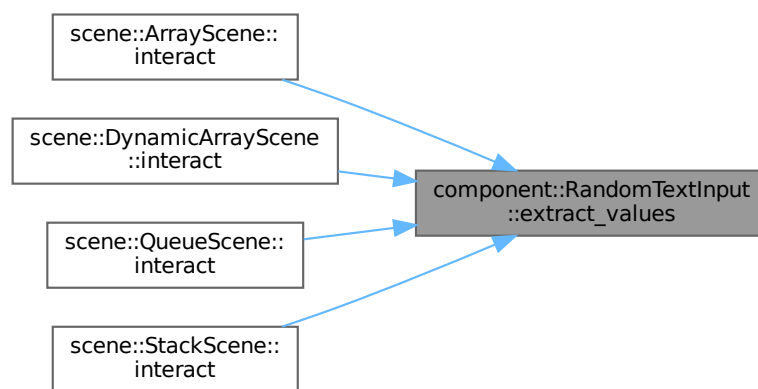 scene::ArrayScene::
interact
scene::DynamicArrayScene
::interact
component::RandomTextInput
::extract_values
scene::QueueScene::
interact
scene::StackScene::
interact